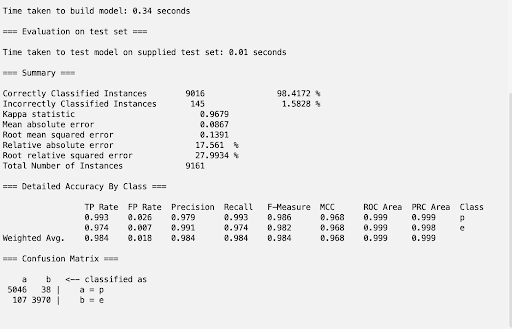 Time taken to build model: 0.34 seconds
=== Evaluation on test set ===
Time taken to test model on supplied test set: 0.01 seconds
=== Summary ===
Correctly Classified Instances 9016 98.4172 %
Incorrectly Classified Instances 145 1.5828 %
Kappa statistic 0.9679
Mean absolute error 0.0867
Root mean squared error 0.1391
Relative absolute error 17.561 %
Root relative squared error 27.9934 %
Total Number of Instances 9161
=== Detailed Accuracy By Class ===
TP Rate FP Rate Precision Recall F-Measure MCC ROC Area PRC Area Class
0.993 0.026 0.979 0.993 0.986 0.968 0.999 0.999 p
0.974 0.007 0.991 0.974 0.982 0.968 0.999 0.998 e
Weighted Avg. 0.984 0.018 0.984 0.984 0.984 0.968 0.999 0.999
=== Confusion Matrix ===
a b <-- classified as
5046 38 | a = p
107 3970 | b = e